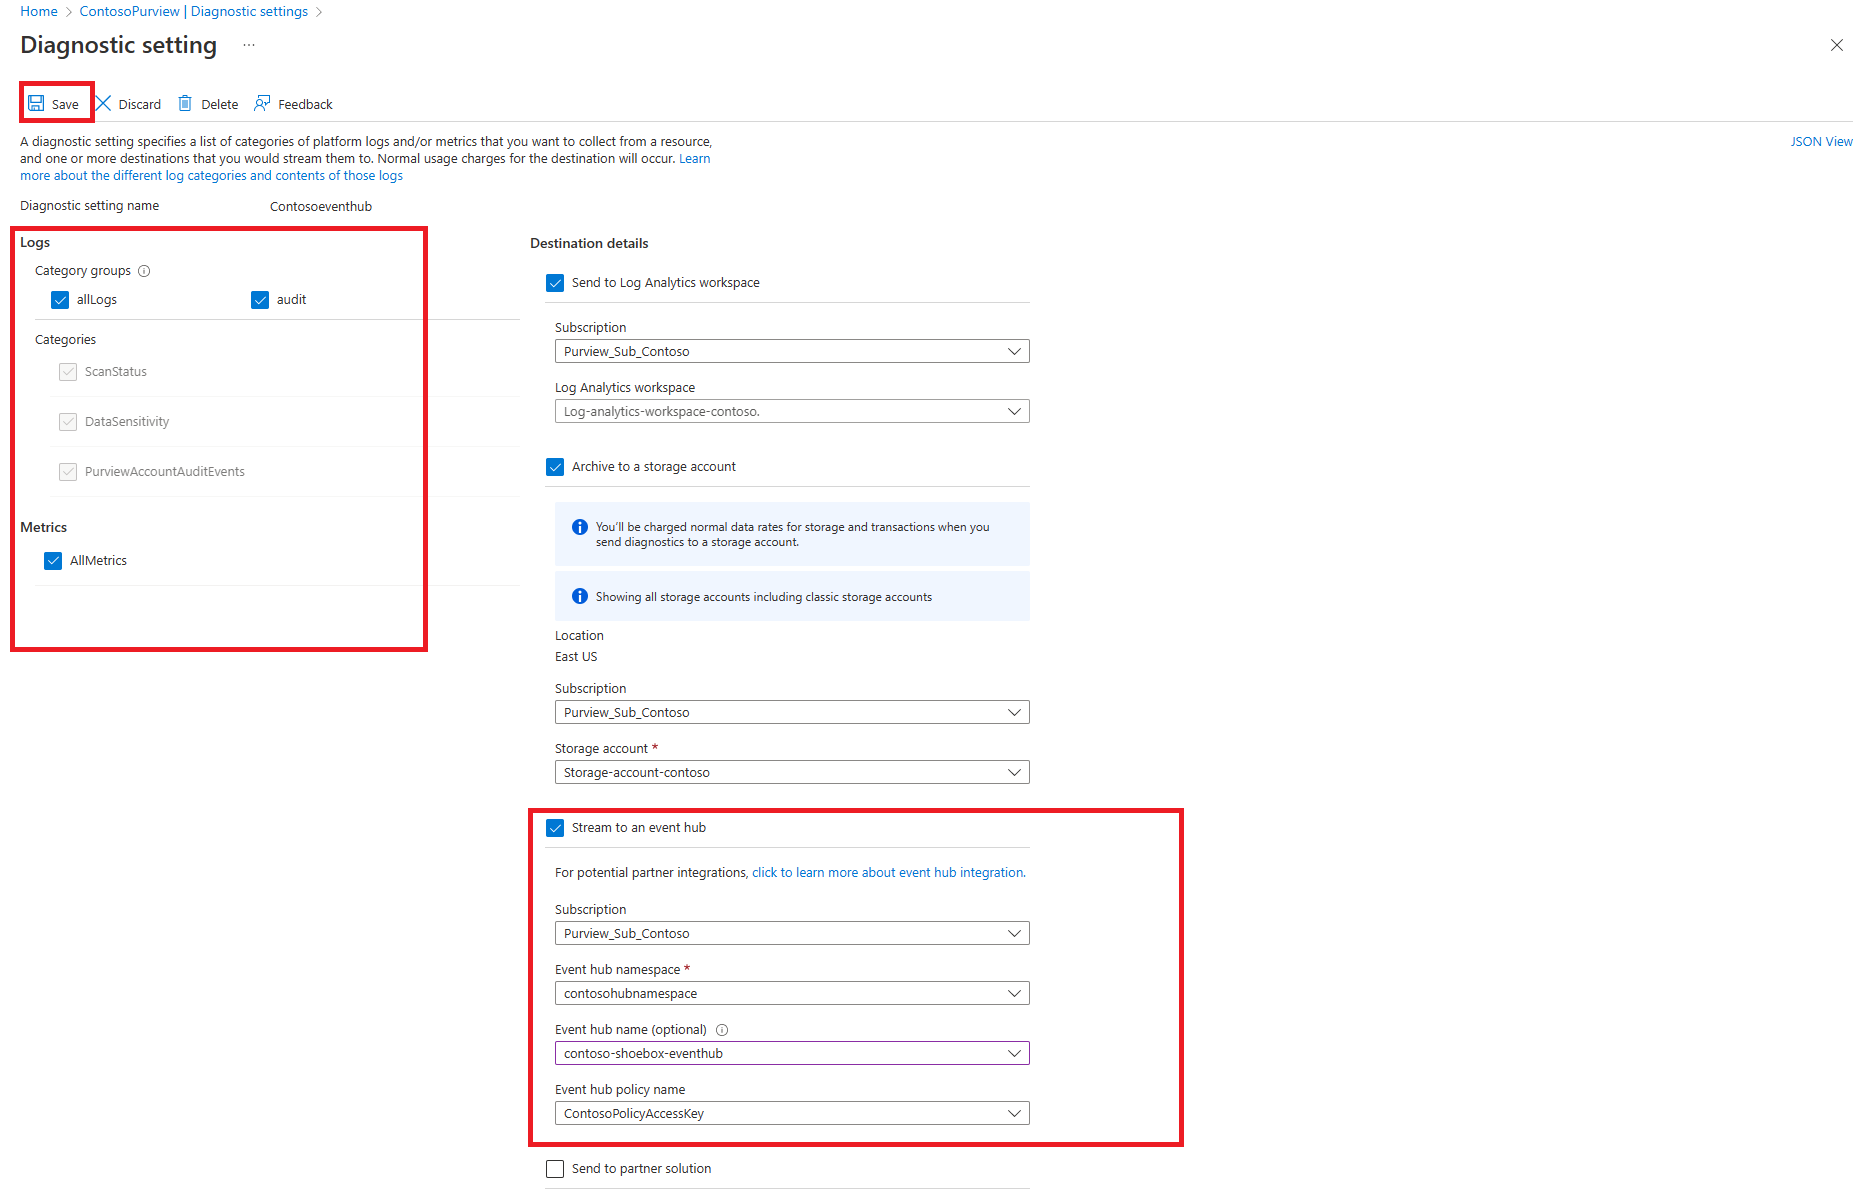 Home > ContosoPurview | Diagnostic settings >
Diagnostic setting ...
Save Discard Delete Feedback
A diagnostic setting specifies a list of categories of platform logs and/or metrics that you want to collect from a resource,
and one or more destinations that you would stream them to. Normal usage charges for the destination will occur. Learn
more about the different log categories and contents of those logs
JSON View
Diagnostic setting name Contosoeventhub
Logs
Category groups
allLogs audit
Categories
ScanStatus
DataSensitivity
PurviewAccountAuditEvents
Metrics
AllMetrics
Destination details
Send to Log Analytics workspace
Subscription
Purview_Sub_Contoso
Log Analytics workspace
Log-analytics-workspace-contoso.
Archive to a storage account
You'll be charged normal data rates for storage and transactions when you
send diagnostics to a storage account.
Showing all storage accounts including classic storage accounts
Location
East US
Subscription
Purview_Sub_Contoso
Storage account *
Storage-account-contoso
Stream to an event hub
For potential partner integrations, click to learn more about event hub integration.
Subscription
Purview_Sub_Contoso
Event hub namespace *
contosohubnamespace
Event hub name (optional)
contoso-shoebox-eventhub
Event hub policy name
ContosoPolicyAccessKey
Send to partner solution